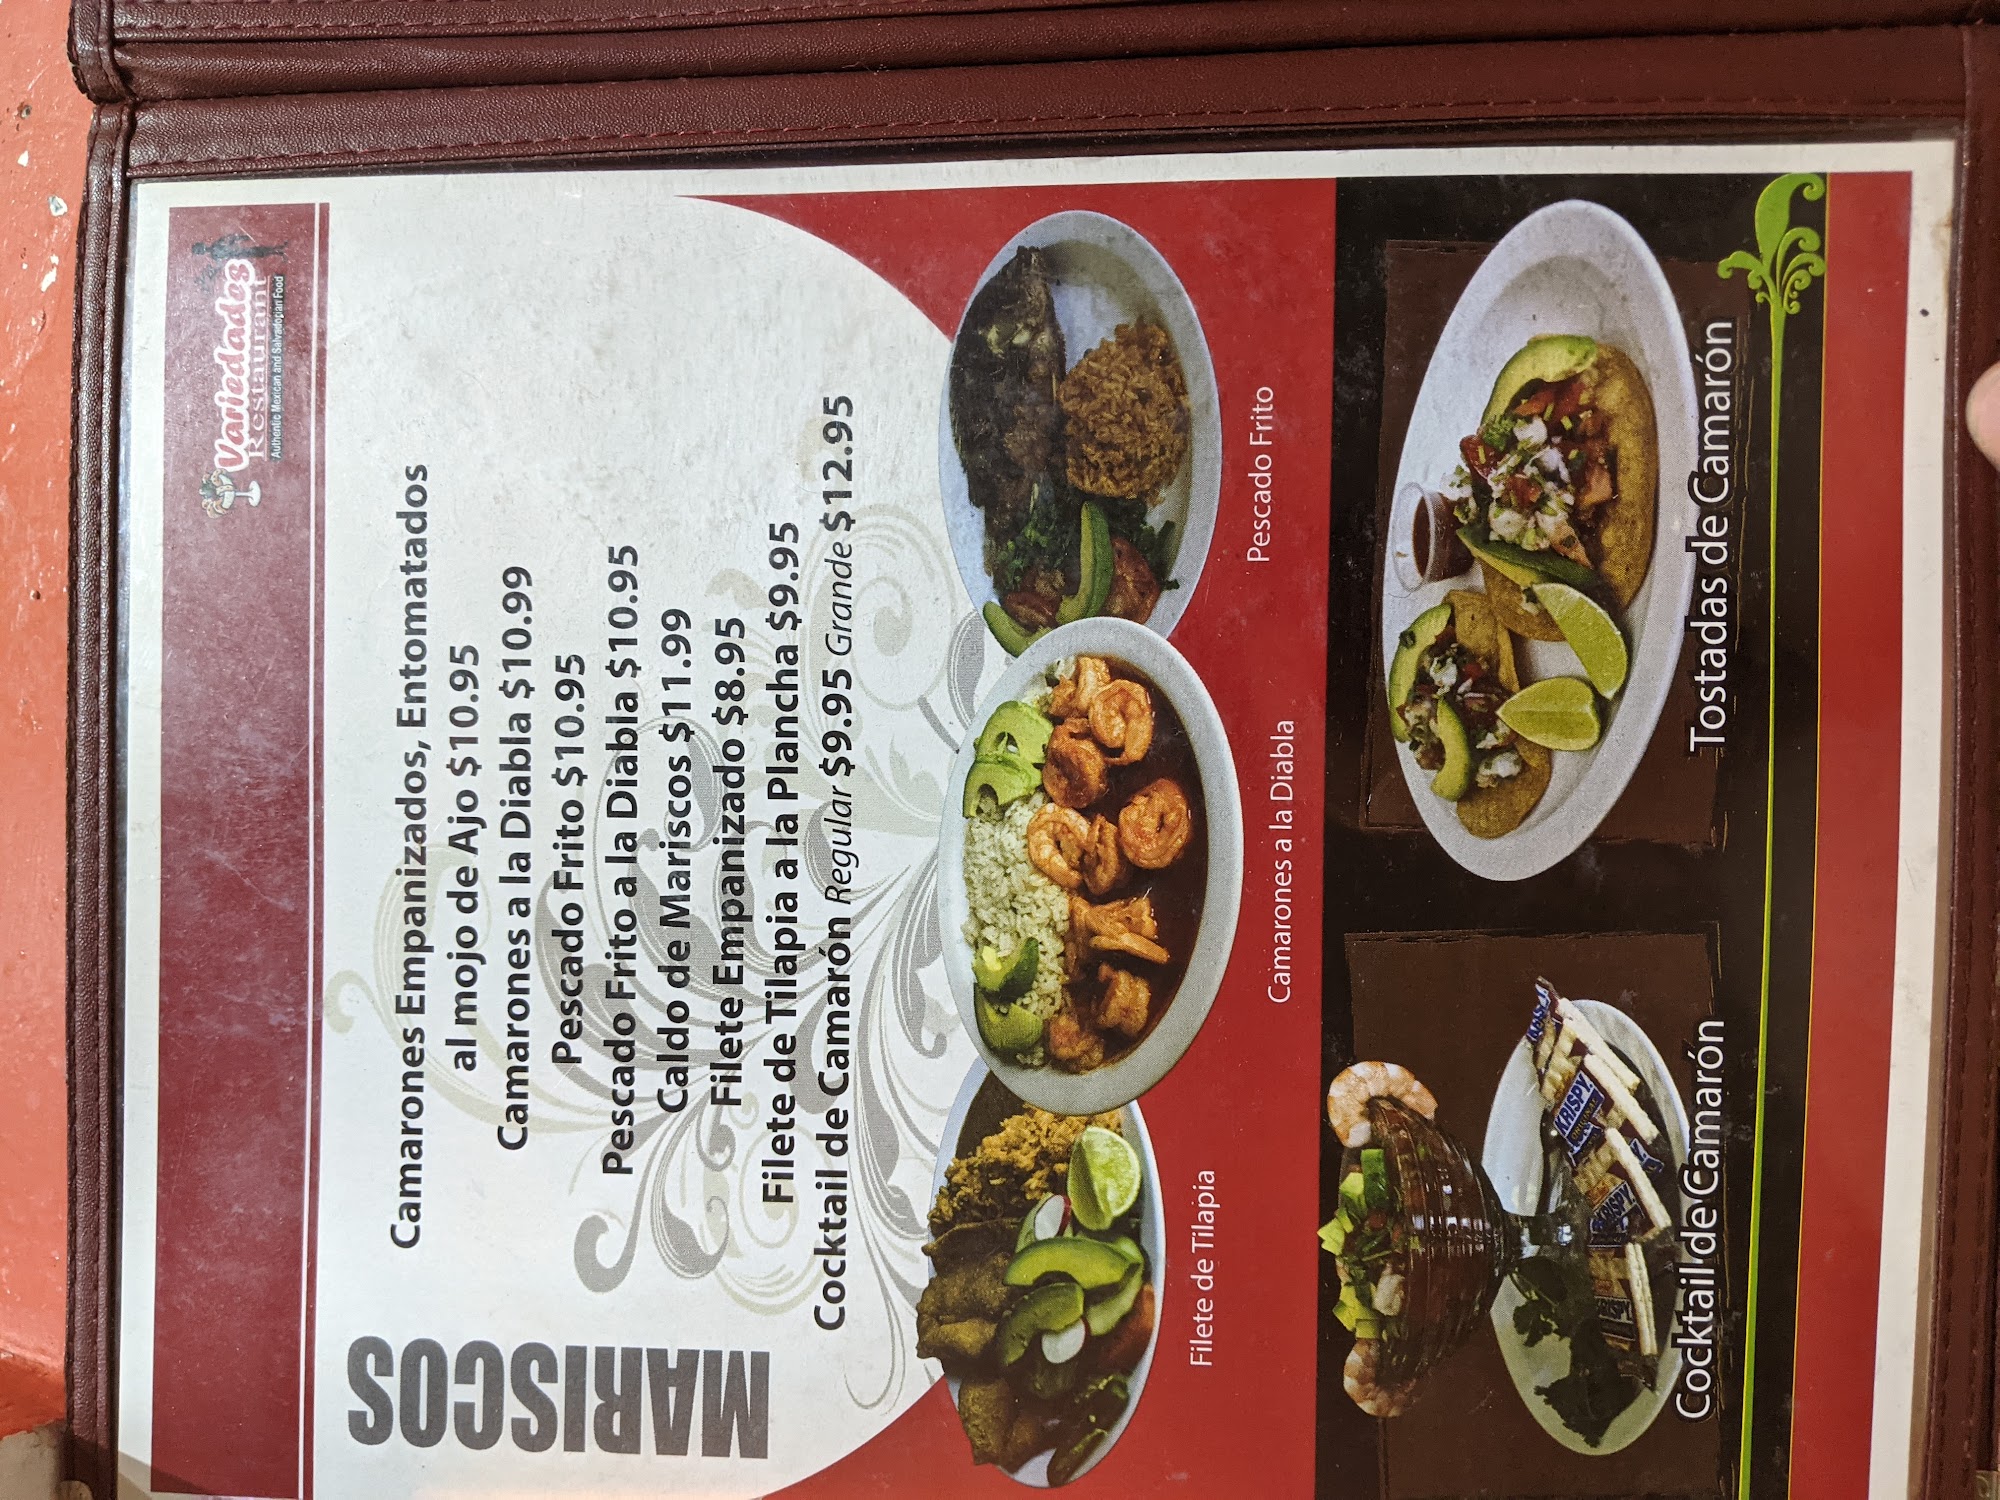 Variedades
Restaurant
Authentic Mexican and Salvadorian Food
MARISCOS
Camarones Empanizados, Entomatados
al mojo de Ajo $10.95
Camarones a la Diabla $10.99
Pescado Frito $10.95
Pescado Frito a la Diabla $10.95
Caldo de Mariscos $11.99
Filete Empanizado $8.95
Filete de Tilapia a la Plancha $9.95
Cocktail de Camarón Regular $9.95 Grande $12.95
Filete de Tilapia
Camarones a la Diabla
Pescado Frito
KRISPY
ORIGINAL
KRISPY
Cocktail de Camarón
Tostadas de Camarón